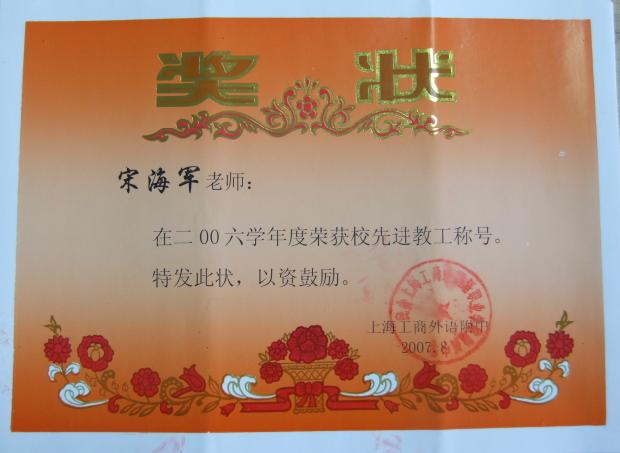 奖状
宋海军老师：
在二00六学年度荣获校先进教工称号。
特发此状，以资鼓励。
上海工商外语附中
2007.8